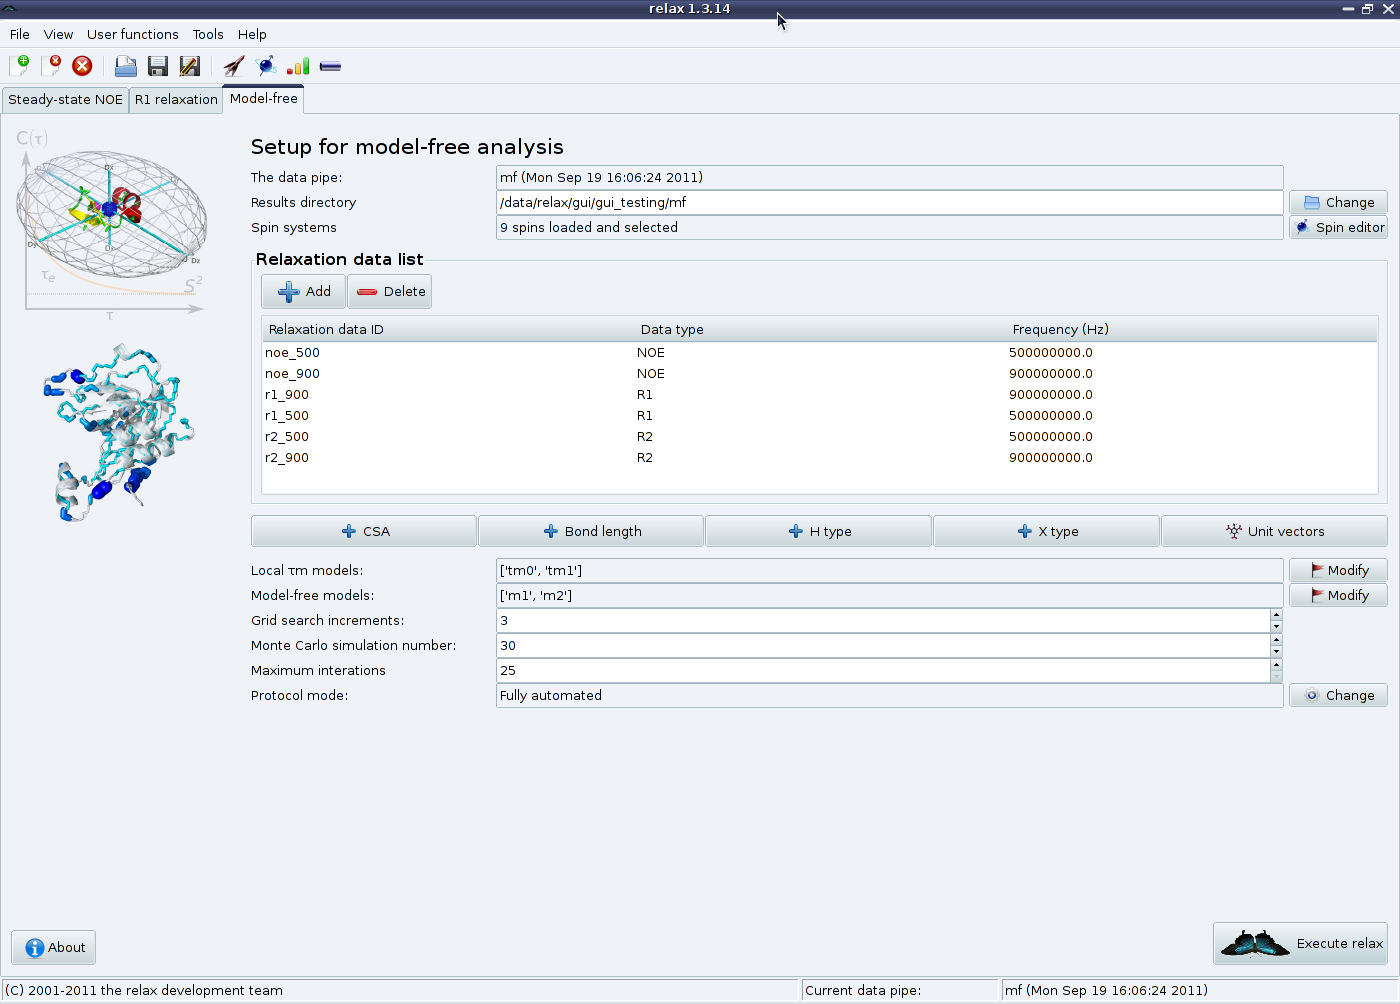 relax 1.3.14
File View User functions Tools Help
Steady-state NOE R1 relaxation Model-free
C(τ)
Dx
Dy
Dx
Dz
τe
S²
τ
Setup for model-free analysis
The data pipe: mf (Mon Sep 19 16:06:24 2011)
Results directory /data/relax/gui/gui_testing/mf Change
Spin systems 9 spins loaded and selected Spin editor
Relaxation data list
Add Delete
Relaxation data ID Data type Frequency (Hz)
noe_500 NOE 500000000.0
noe_900 NOE 900000000.0
r1_900 R1 900000000.0
r1_500 R1 500000000.0
r2_500 R2 500000000.0
r2_900 R2 900000000.0
CSA Bond length H type X type Unit vectors
Local τm models: ['tm0', 'tm1'] Modify
Model-free models: ['m1', 'm2'] Modify
Grid search increments: 3
Monte Carlo simulation number: 30
Maximum interations 25
Protocol mode: Fully automated Change
About Execute relax
(C) 2001-2011 the relax development team Current data pipe: mf (Mon Sep 19 16:06:24 2011)